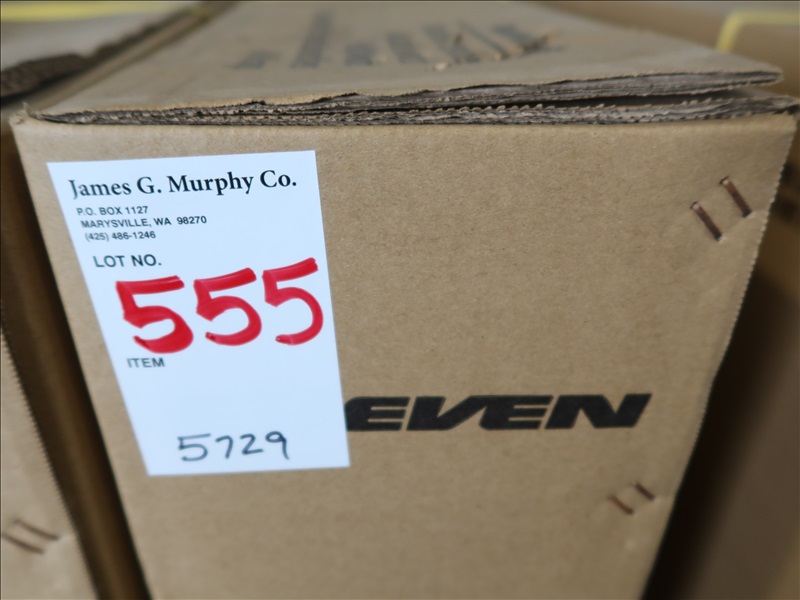 James G. Murphy Co.
P.O. BOX 1127
MARYSVILLE, WA 98270
(425) 486-1246
LOT NO.
555
ITEM
5729
EVEN